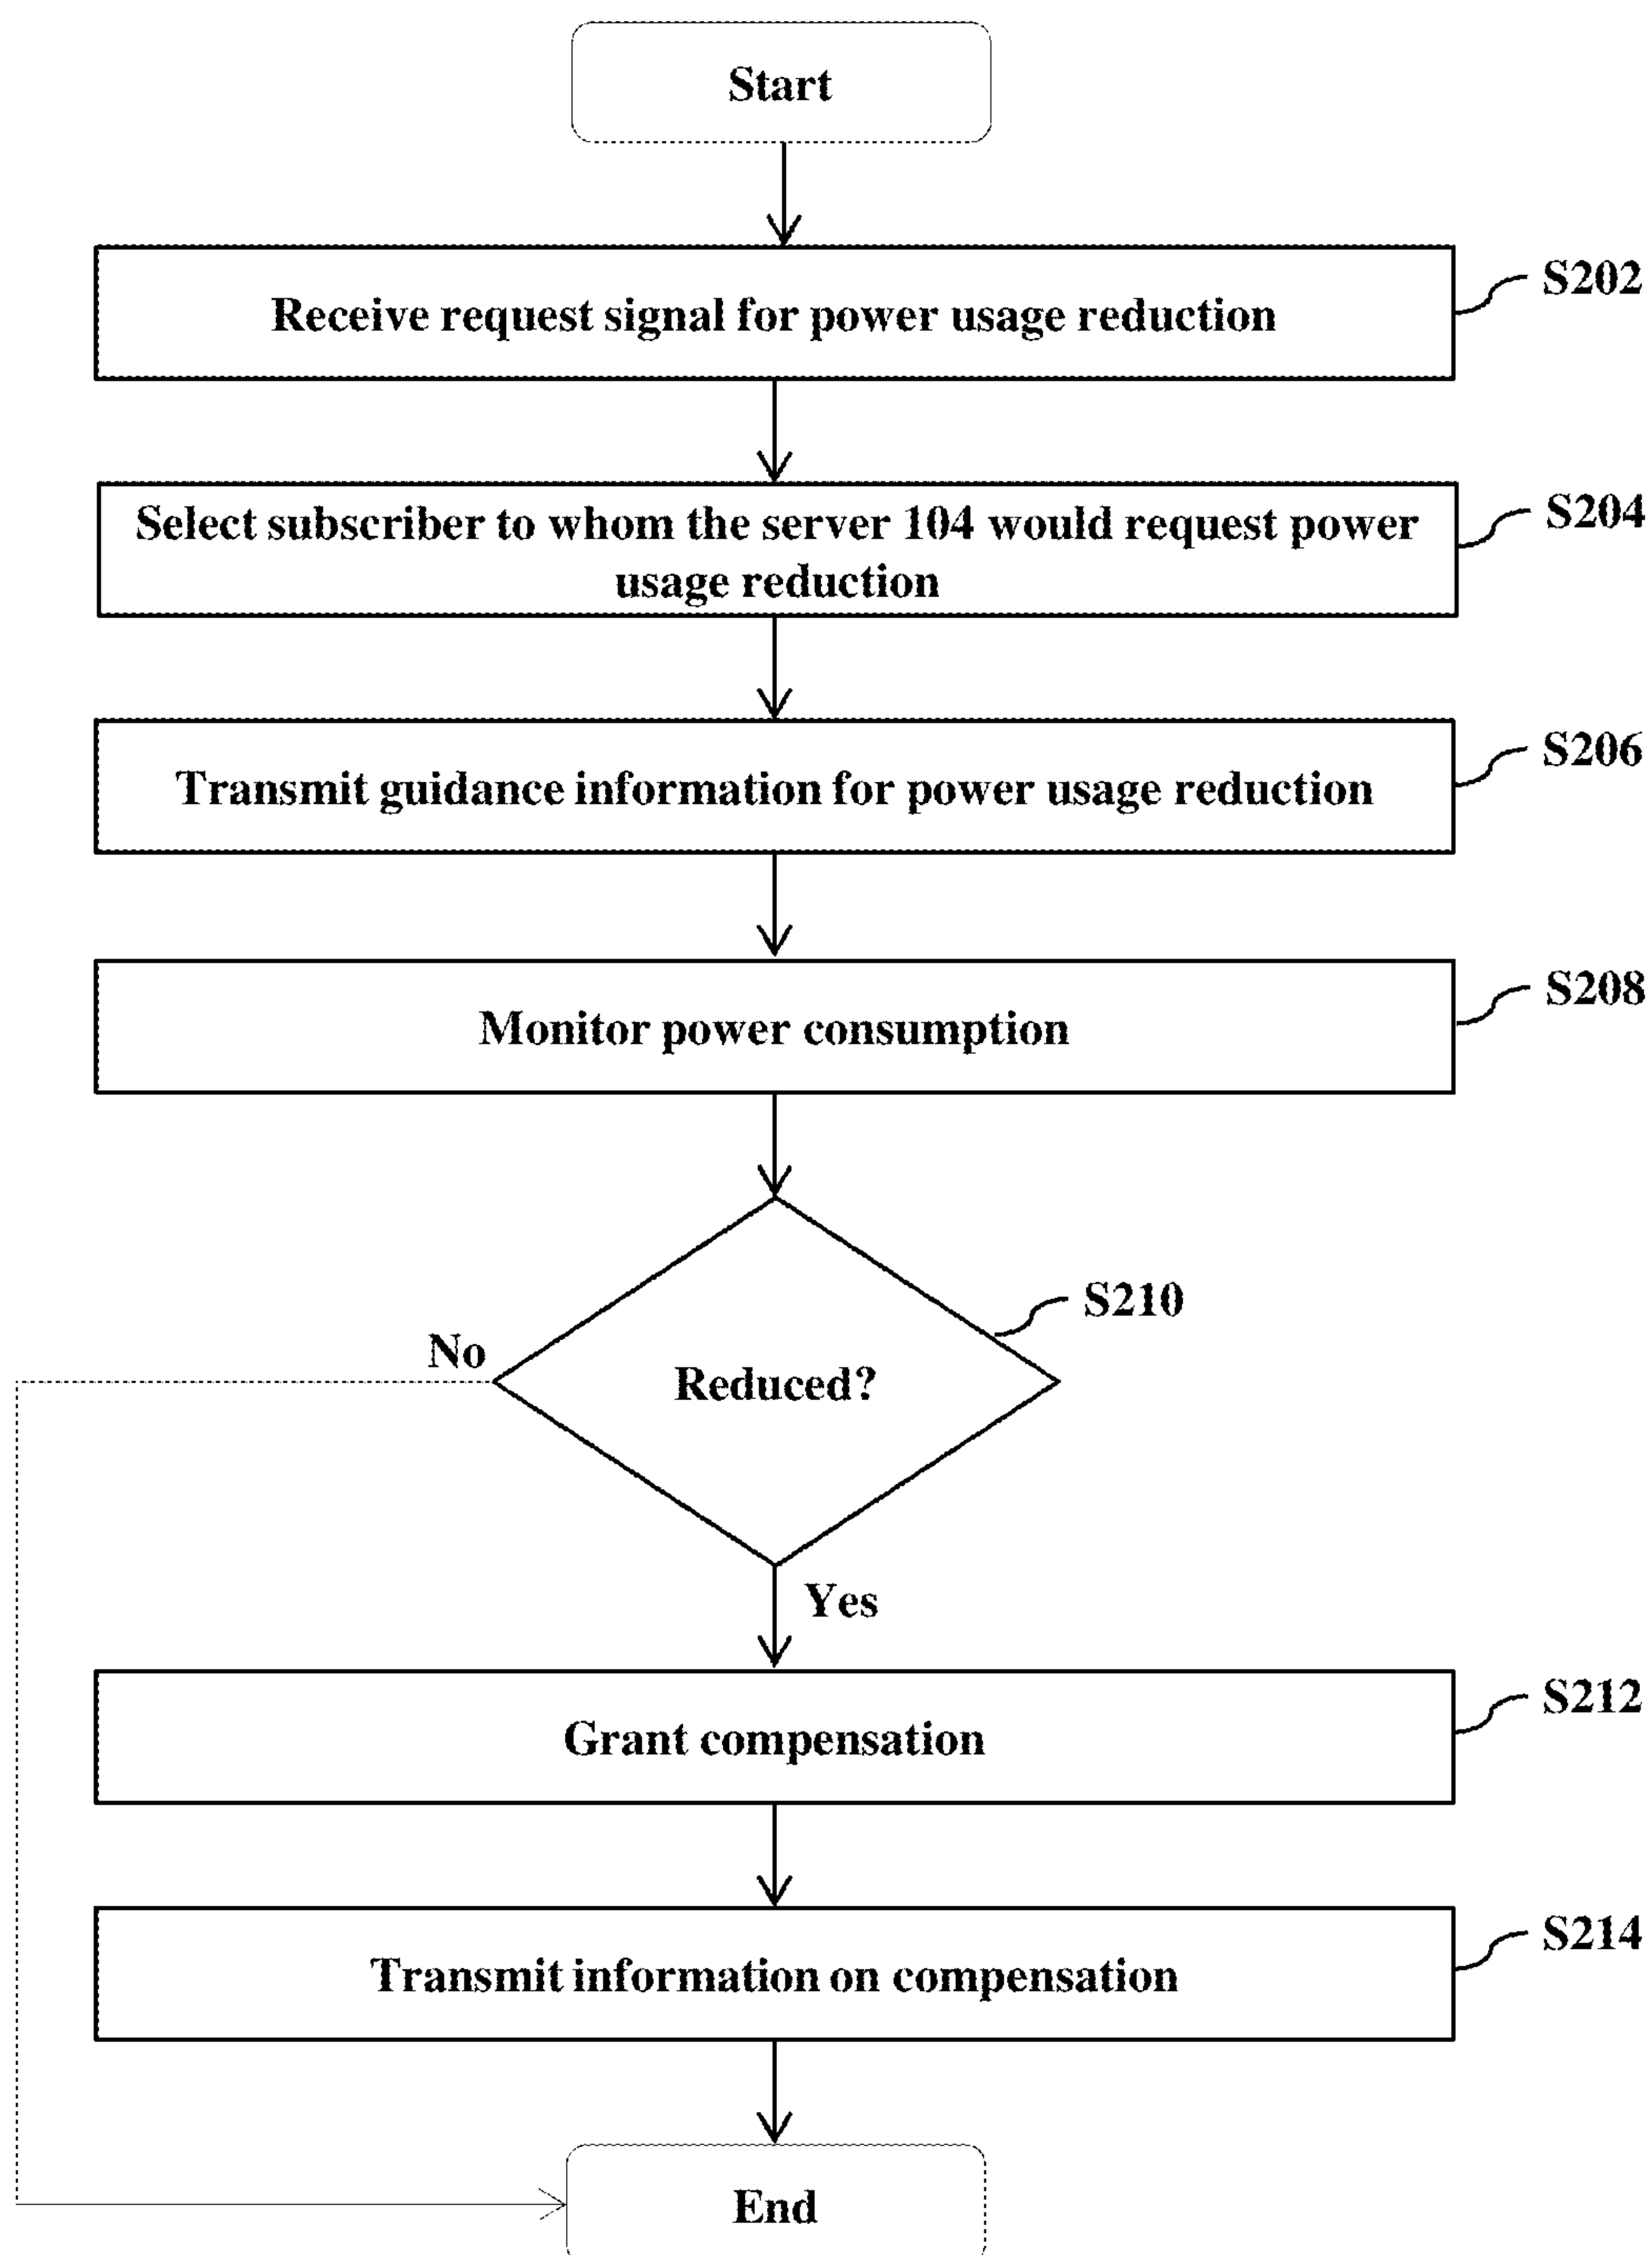 Start
Receive request signal for power usage reduction
S202
Select subscriber to whom the server 104 would request power
usage reduction
S204
Transmit guidance information for power usage reduction
S206
Monitor power consumption
S208
Reduced?
S210
No
Yes
Grant compensation
S212
Transmit information on compensation
S214
End